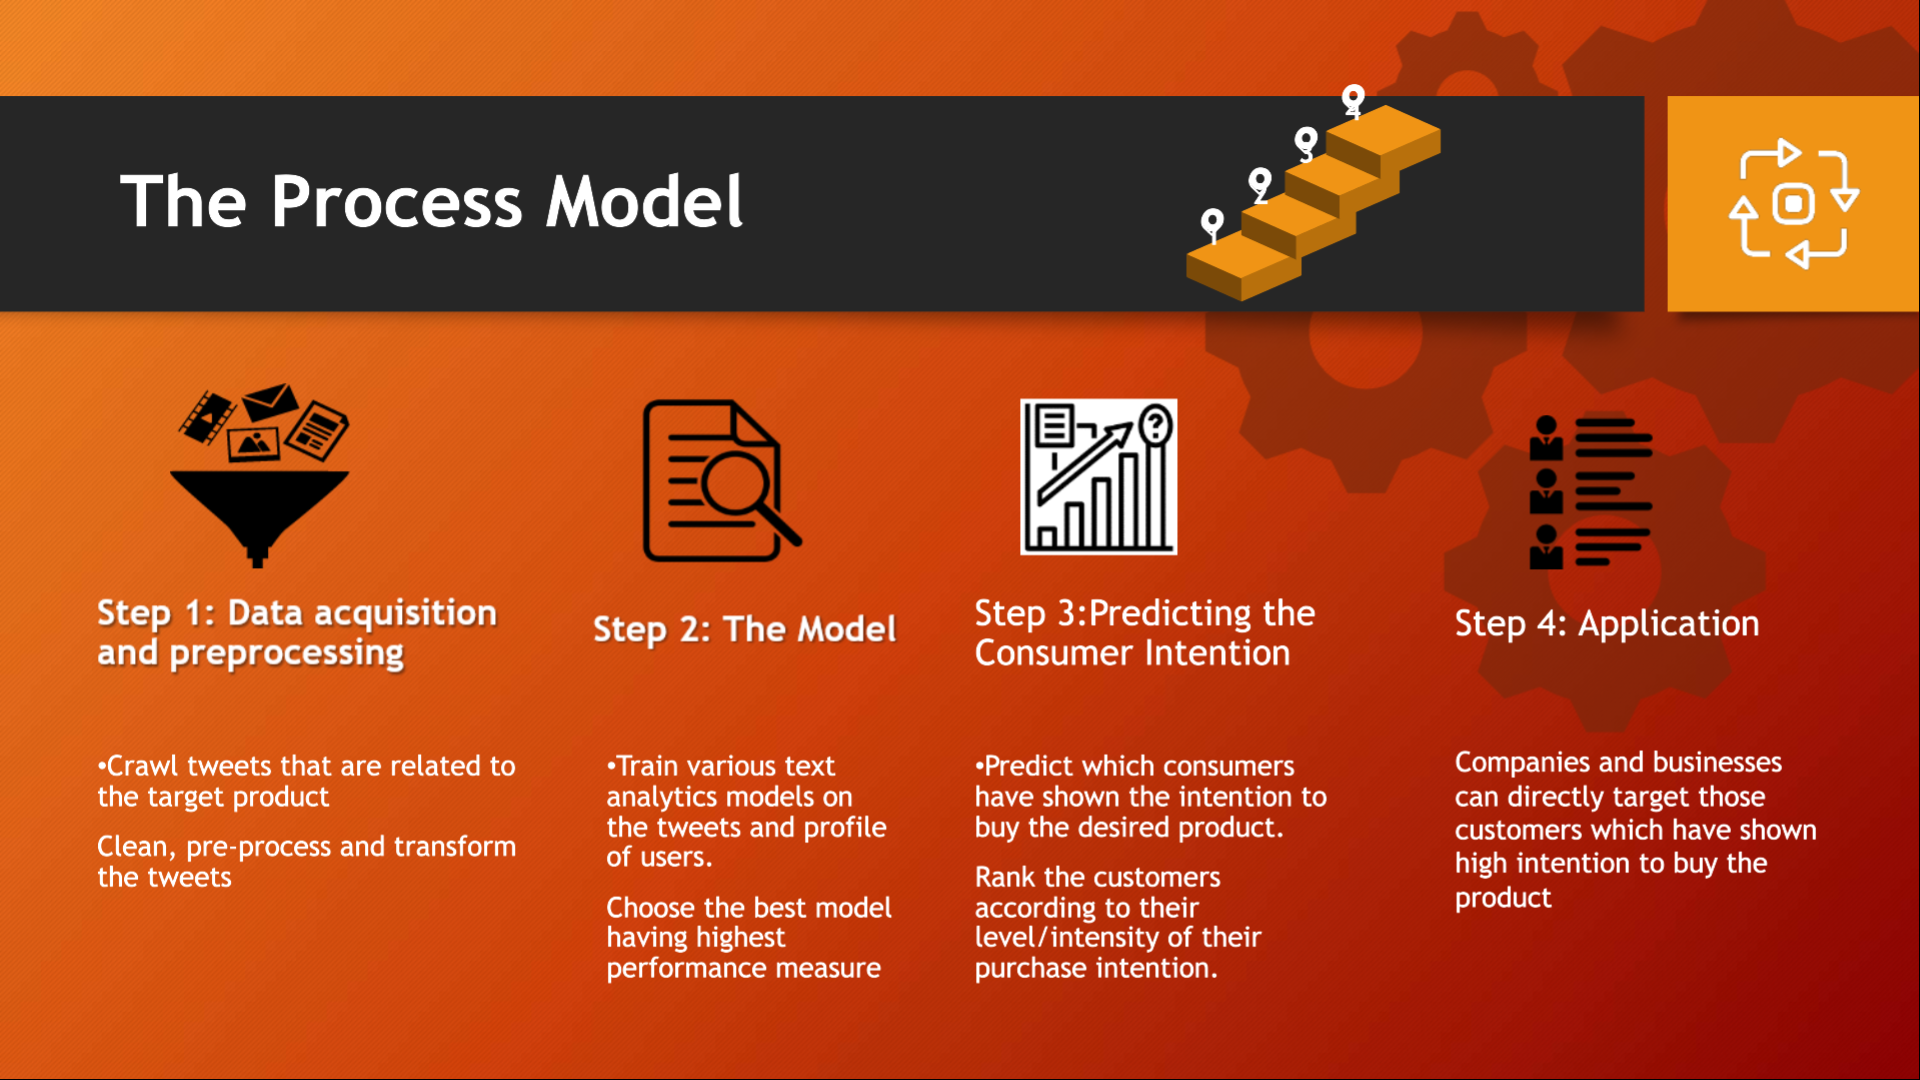 The Process Model
4
3
2
1
?
Step 1: Data acquisition
and preprocessing
•Crawl tweets that are related to
the target product
Clean, pre-process and transform
the tweets
Step 2: The Model
•Train various text
analytics models on
the tweets and profile
of users.
Choose the best model
having highest
performance measure
Step 3:Predicting the
Consumer Intention
•Predict which consumers
have shown the intention to
buy the desired product.
Rank the customers
according to their
level/intensity of their
purchase intention.
Step 4: Application
Companies and businesses
can directly target those
customers which have shown
high intention to buy the
product